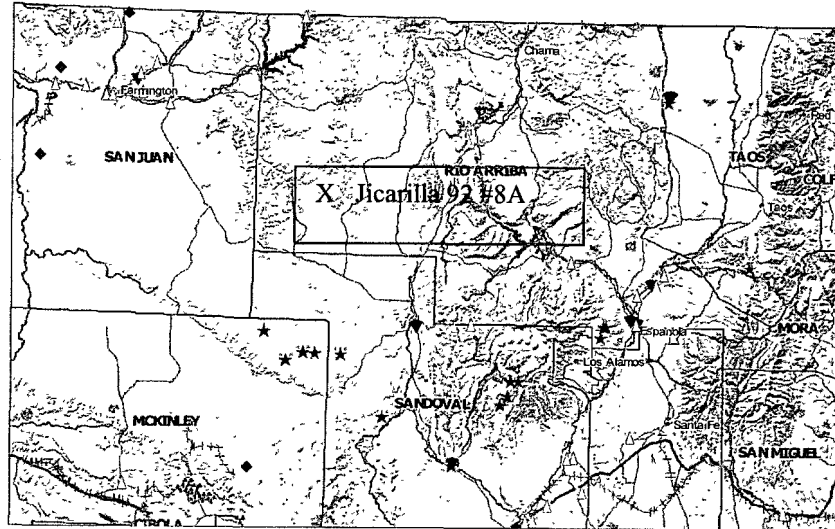 Chama
Farmington
SAN JUAN
RIO ARRIBA
TAOS
COLF
X Jicarilla 92 #8A
Taos
MORA
Española
Los Alamos
SANDOVAL
MCKINLEY
Santa Fe
SAN MIGUEL
CIBOLA